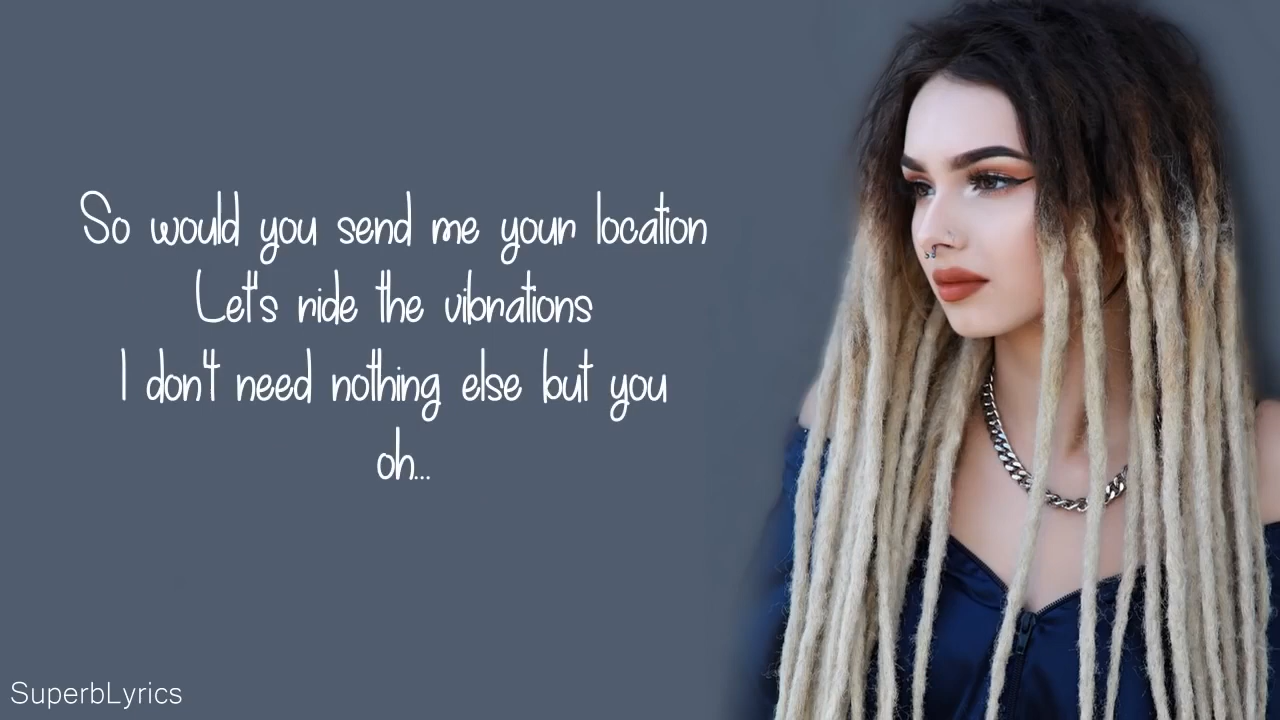 So would you send me your location
Let's ride the vibrations
I don't need nothing else but you
oh...
SuperbLyrics